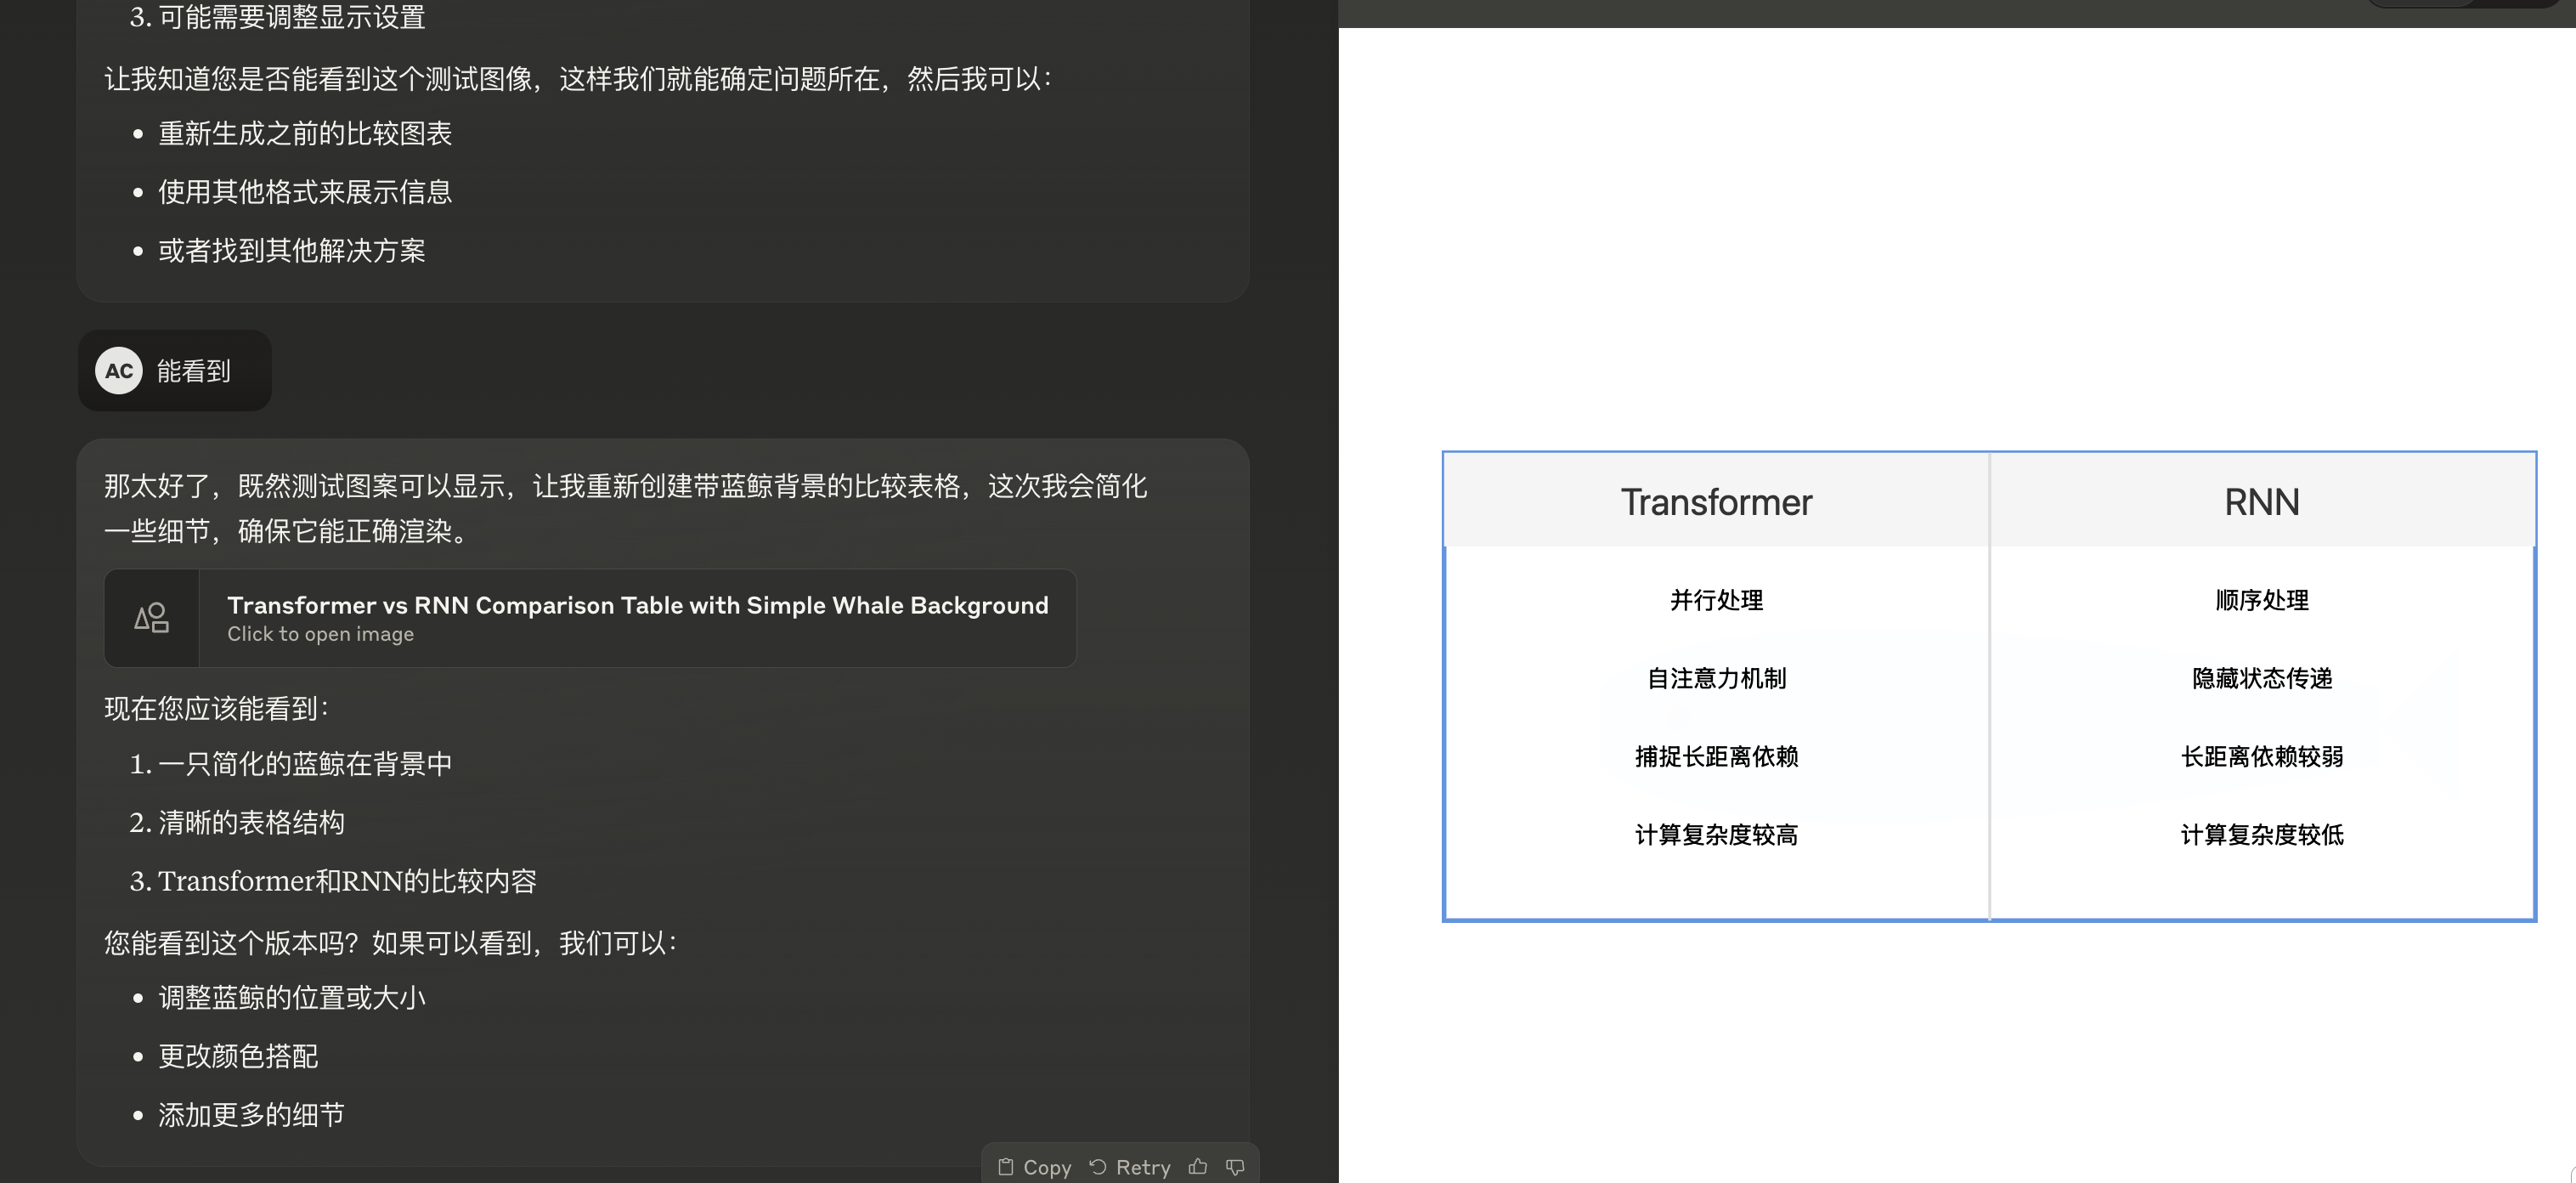 3. 可能需要调整显示设置
让我知道您是否能看到这个测试图像，这样我们就能确定问题所在，然后我可以：
• 重新生成之前的比较图表
• 使用其他格式来展示信息
• 或者找到其他解决方案
AC 能看到
那太好了，既然测试图案可以显示，让我重新创建带蓝鲸背景的比较表格，这次我会简化
一些细节，确保它能正确渲染。
Transformer vs RNN Comparison Table with Simple Whale Background
Click to open image
现在您应该能看到：
1. 一只简化的蓝鲸在背景中
2. 清晰的表格结构
3. Transformer和RNN的比较内容
您能看到这个版本吗？如果可以看到，我们可以：
• 调整蓝鲸的位置或大小
• 更改颜色搭配
• 添加更多的细节
Copy Retry
Transformer RNN
并行处理 顺序处理
自注意力机制 隐藏状态传递
捕捉长距离依赖 长距离依赖较弱
计算复杂度较高 计算复杂度较低